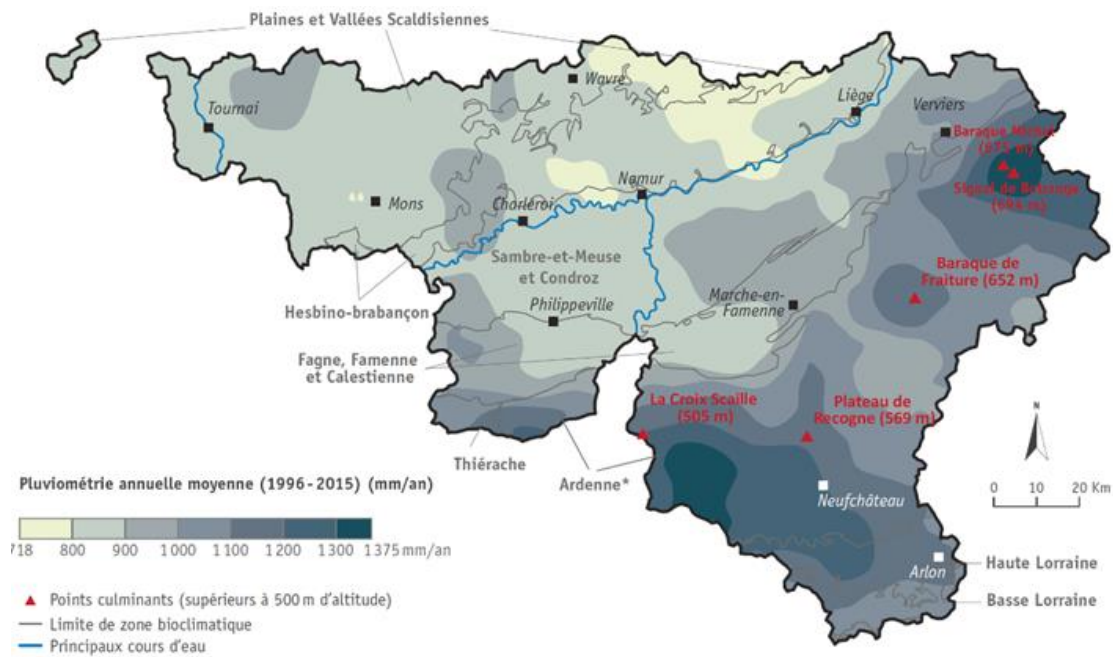 Plaines et Vallées Scaldisiennes
Wavre
Tournai
Liège
Verviers
Baraque Michel
(675 m)
Signal de Botrange
(694 m)
Mons
Namur
Charleroi
Sambre-et-Meuse
et Condroz
Baraque de
Fraiture (652 m)
Hesbino-brabançon
Philippeville
Marche-en-
Famenne
Fagne, Famenne
et Calestienne
La Croix Scaille
(505 m)
Plateau de
Recogne (569 m)
N
Thiérache
Ardenne*
Pluviométrie annuelle moyenne (1996 - 2015) (mm/an)
Neufchâteau
0 10 20 Km
718 800 900 1 000 1 100 1 200 1 300 1 375 mm/an
Arlon
Haute Lorraine
Basse Lorraine
Points culminants (supérieurs à 500 m d'altitude)
Limite de zone bioclimatique
Principaux cours d'eau